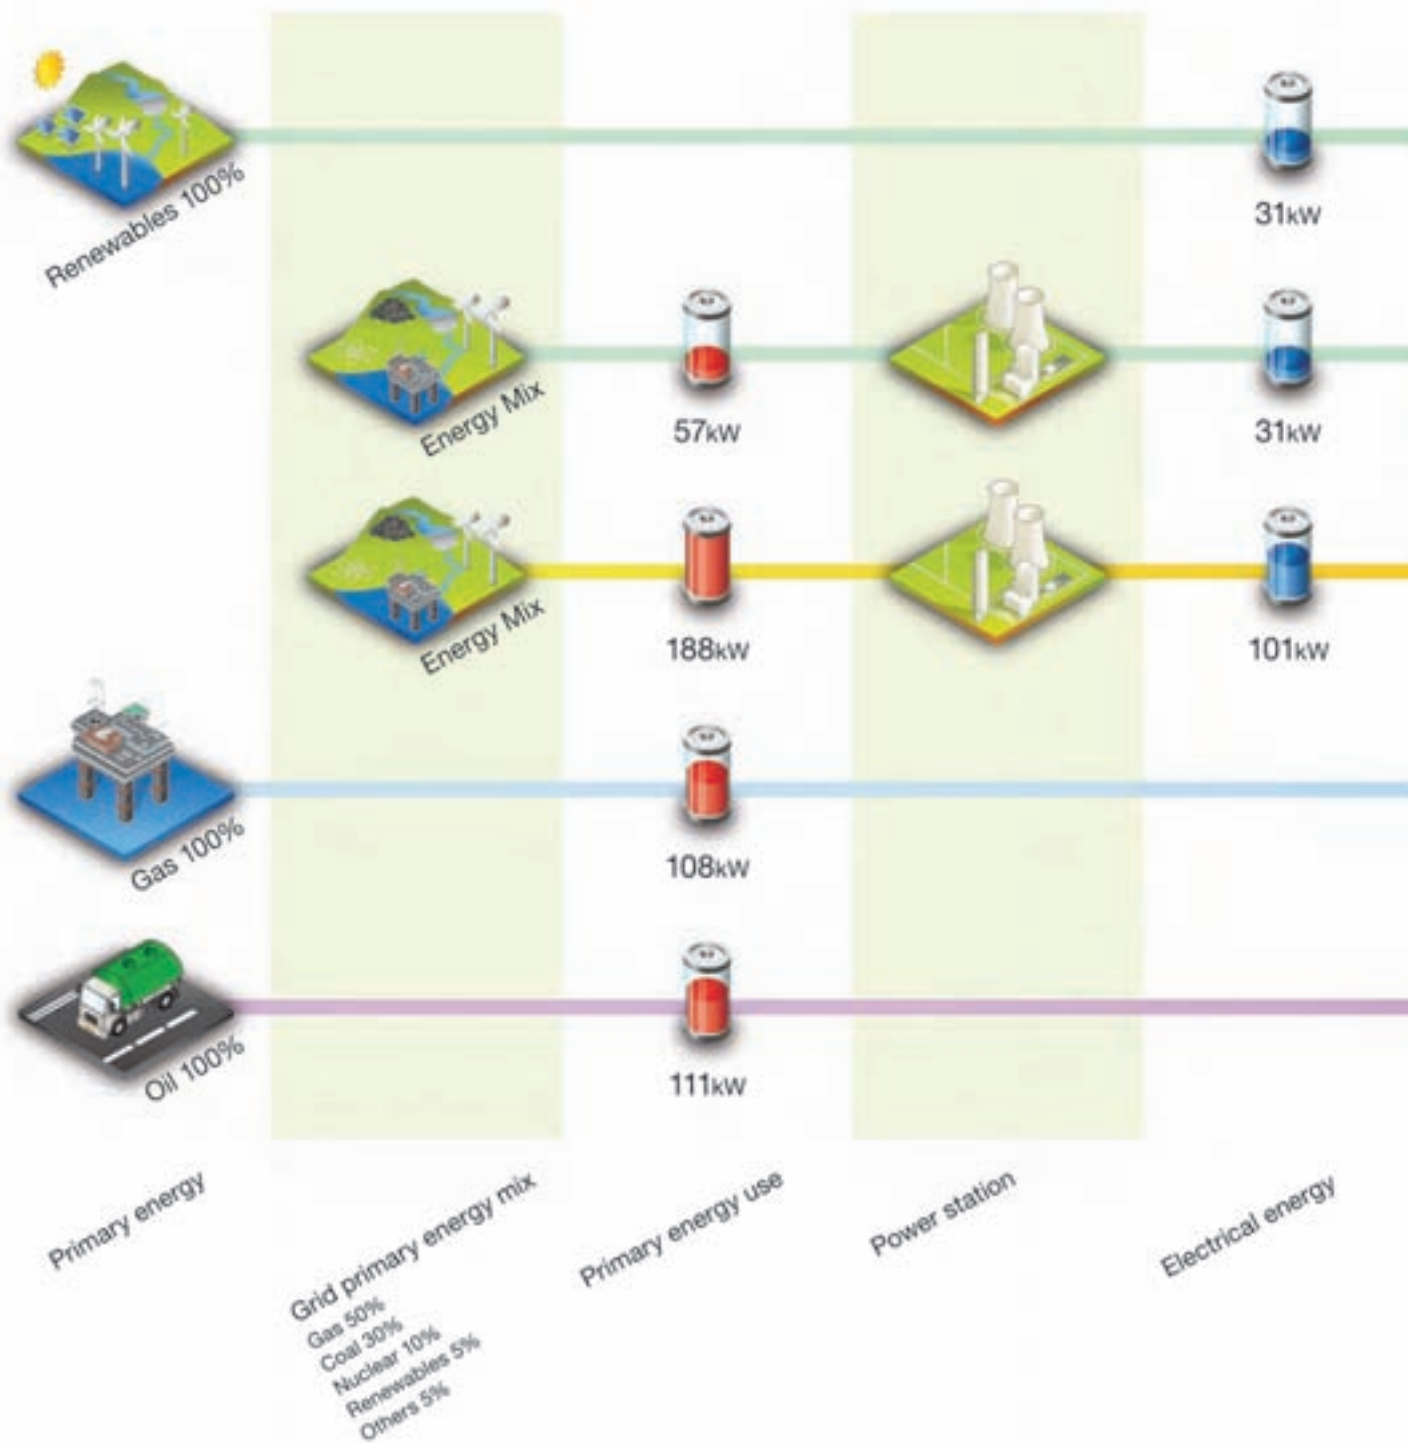 Renewables 100%
31kW
Energy Mix
57kW
31kW
Energy Mix
188kW
101kW
Gas 100%
108kW
Oil 100%
111kW
Primary energy
Grid primary energy mix
Gas 50%
Coal 30%
Nuclear 10%
Renewables 5%
Others 5%
Primary energy use
Power station
Electrical energy